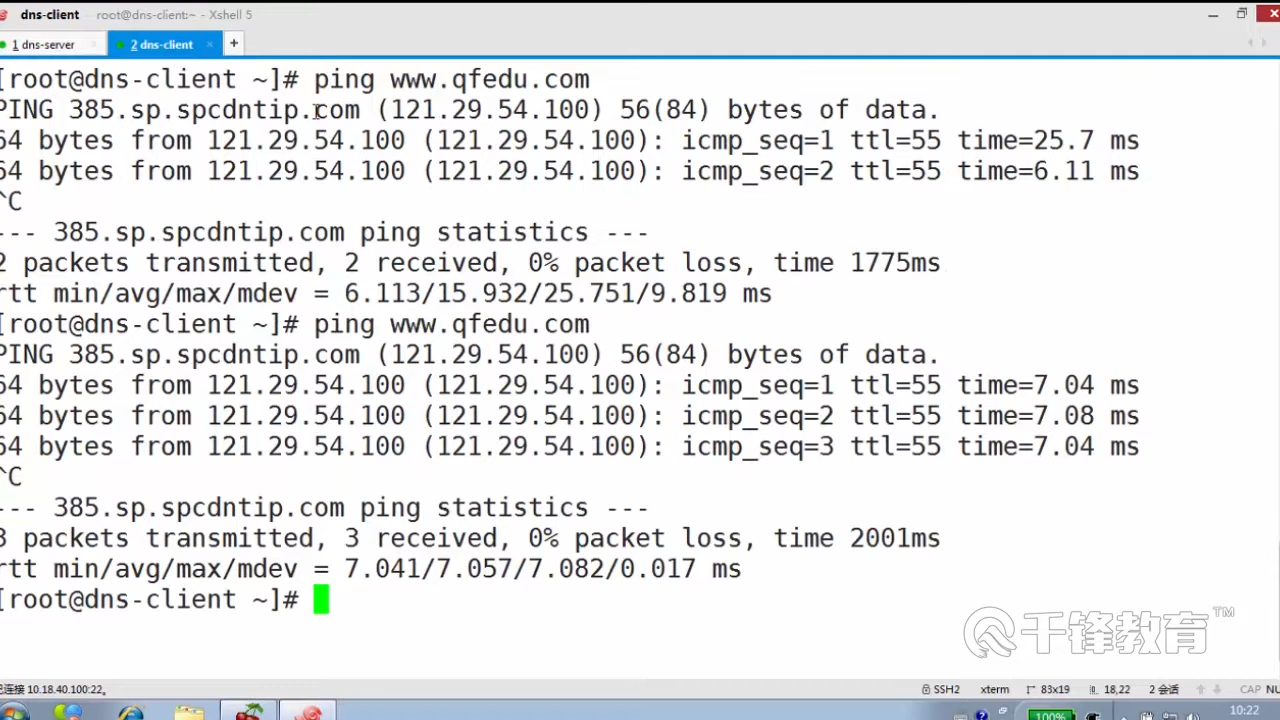 dns-client root@dns-client:~ - Xshell 5
1 dns-server × 2 dns-client × +
[root@dns-client ~]# ping www.qfedu.com
PING 385.sp.spcdntip.com (121.29.54.100) 56(84) bytes of data.
64 bytes from 121.29.54.100 (121.29.54.100): icmp_seq=1 ttl=55 time=25.7 ms
64 bytes from 121.29.54.100 (121.29.54.100): icmp_seq=2 ttl=55 time=6.11 ms
^C
--- 385.sp.spcdntip.com ping statistics ---
2 packets transmitted, 2 received, 0% packet loss, time 1775ms
rtt min/avg/max/mdev = 6.113/15.932/25.751/9.819 ms
[root@dns-client ~]# ping www.qfedu.com
PING 385.sp.spcdntip.com (121.29.54.100) 56(84) bytes of data.
64 bytes from 121.29.54.100 (121.29.54.100): icmp_seq=1 ttl=55 time=7.04 ms
64 bytes from 121.29.54.100 (121.29.54.100): icmp_seq=2 ttl=55 time=7.08 ms
64 bytes from 121.29.54.100 (121.29.54.100): icmp_seq=3 ttl=55 time=7.04 ms
^C
--- 385.sp.spcdntip.com ping statistics ---
3 packets transmitted, 3 received, 0% packet loss, time 2001ms
rtt min/avg/max/mdev = 7.041/7.057/7.082/0.017 ms
[root@dns-client ~]#
千锋教育™
已连接 10.18.40.100:22。 SSH2 xterm 83x19 18,22 2 会话 CAP NU
100% 10:22